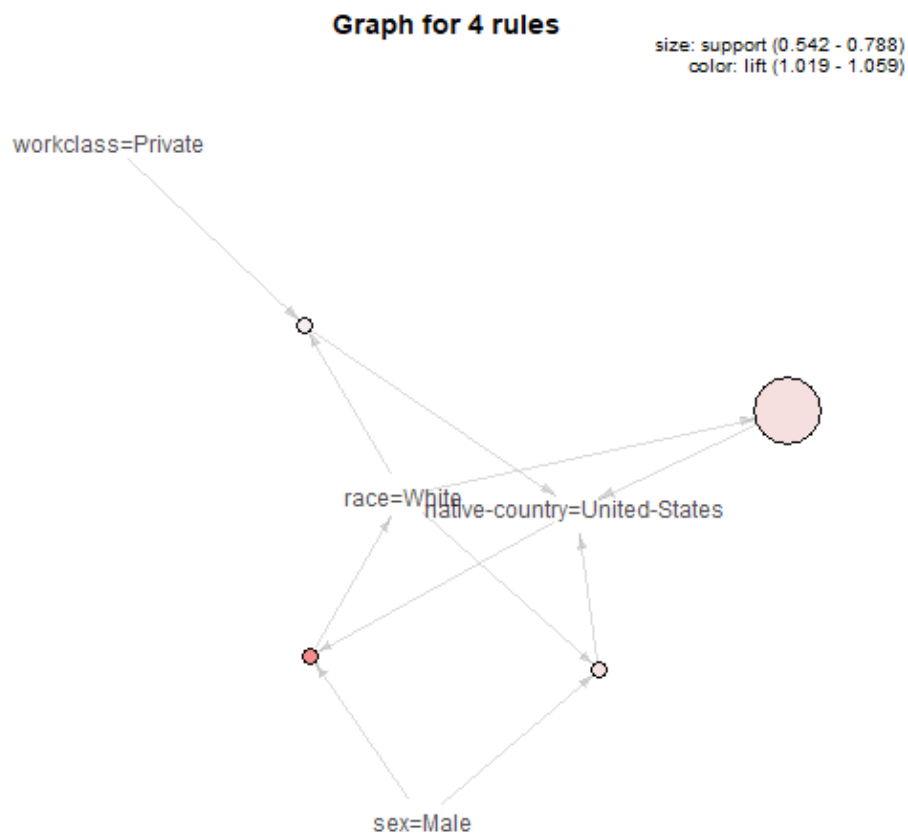 Graph for 4 rules
size: support (0.542 - 0.788)
color: lift (1.019 - 1.059)
workclass=Private
race=White
native-country=United-States
sex=Male